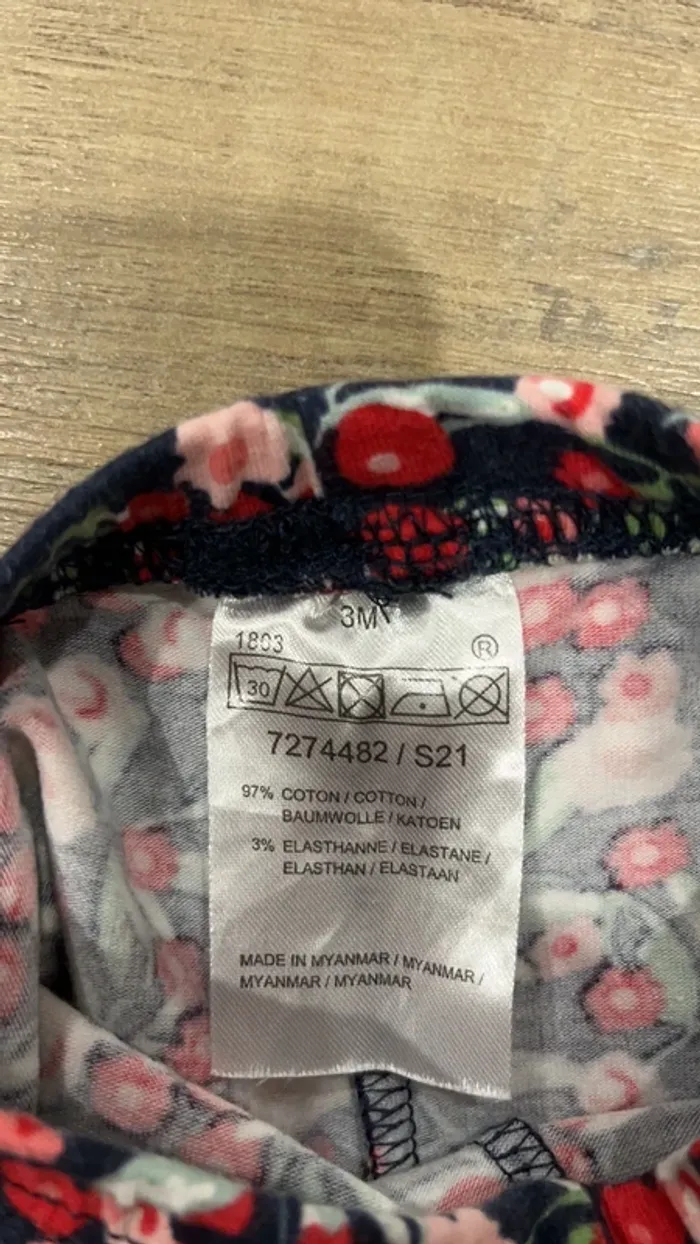 3M
1803
®
30
7274482 / S21
97% COTON / COTTON /
BAUMWOLLE / KATOEN
3% ELASTHANNE / ELASTANE /
ELASTHAN / ELASTAAN
MADE IN MYANMAR / MYANMAR /
MYANMAR / MYANMAR